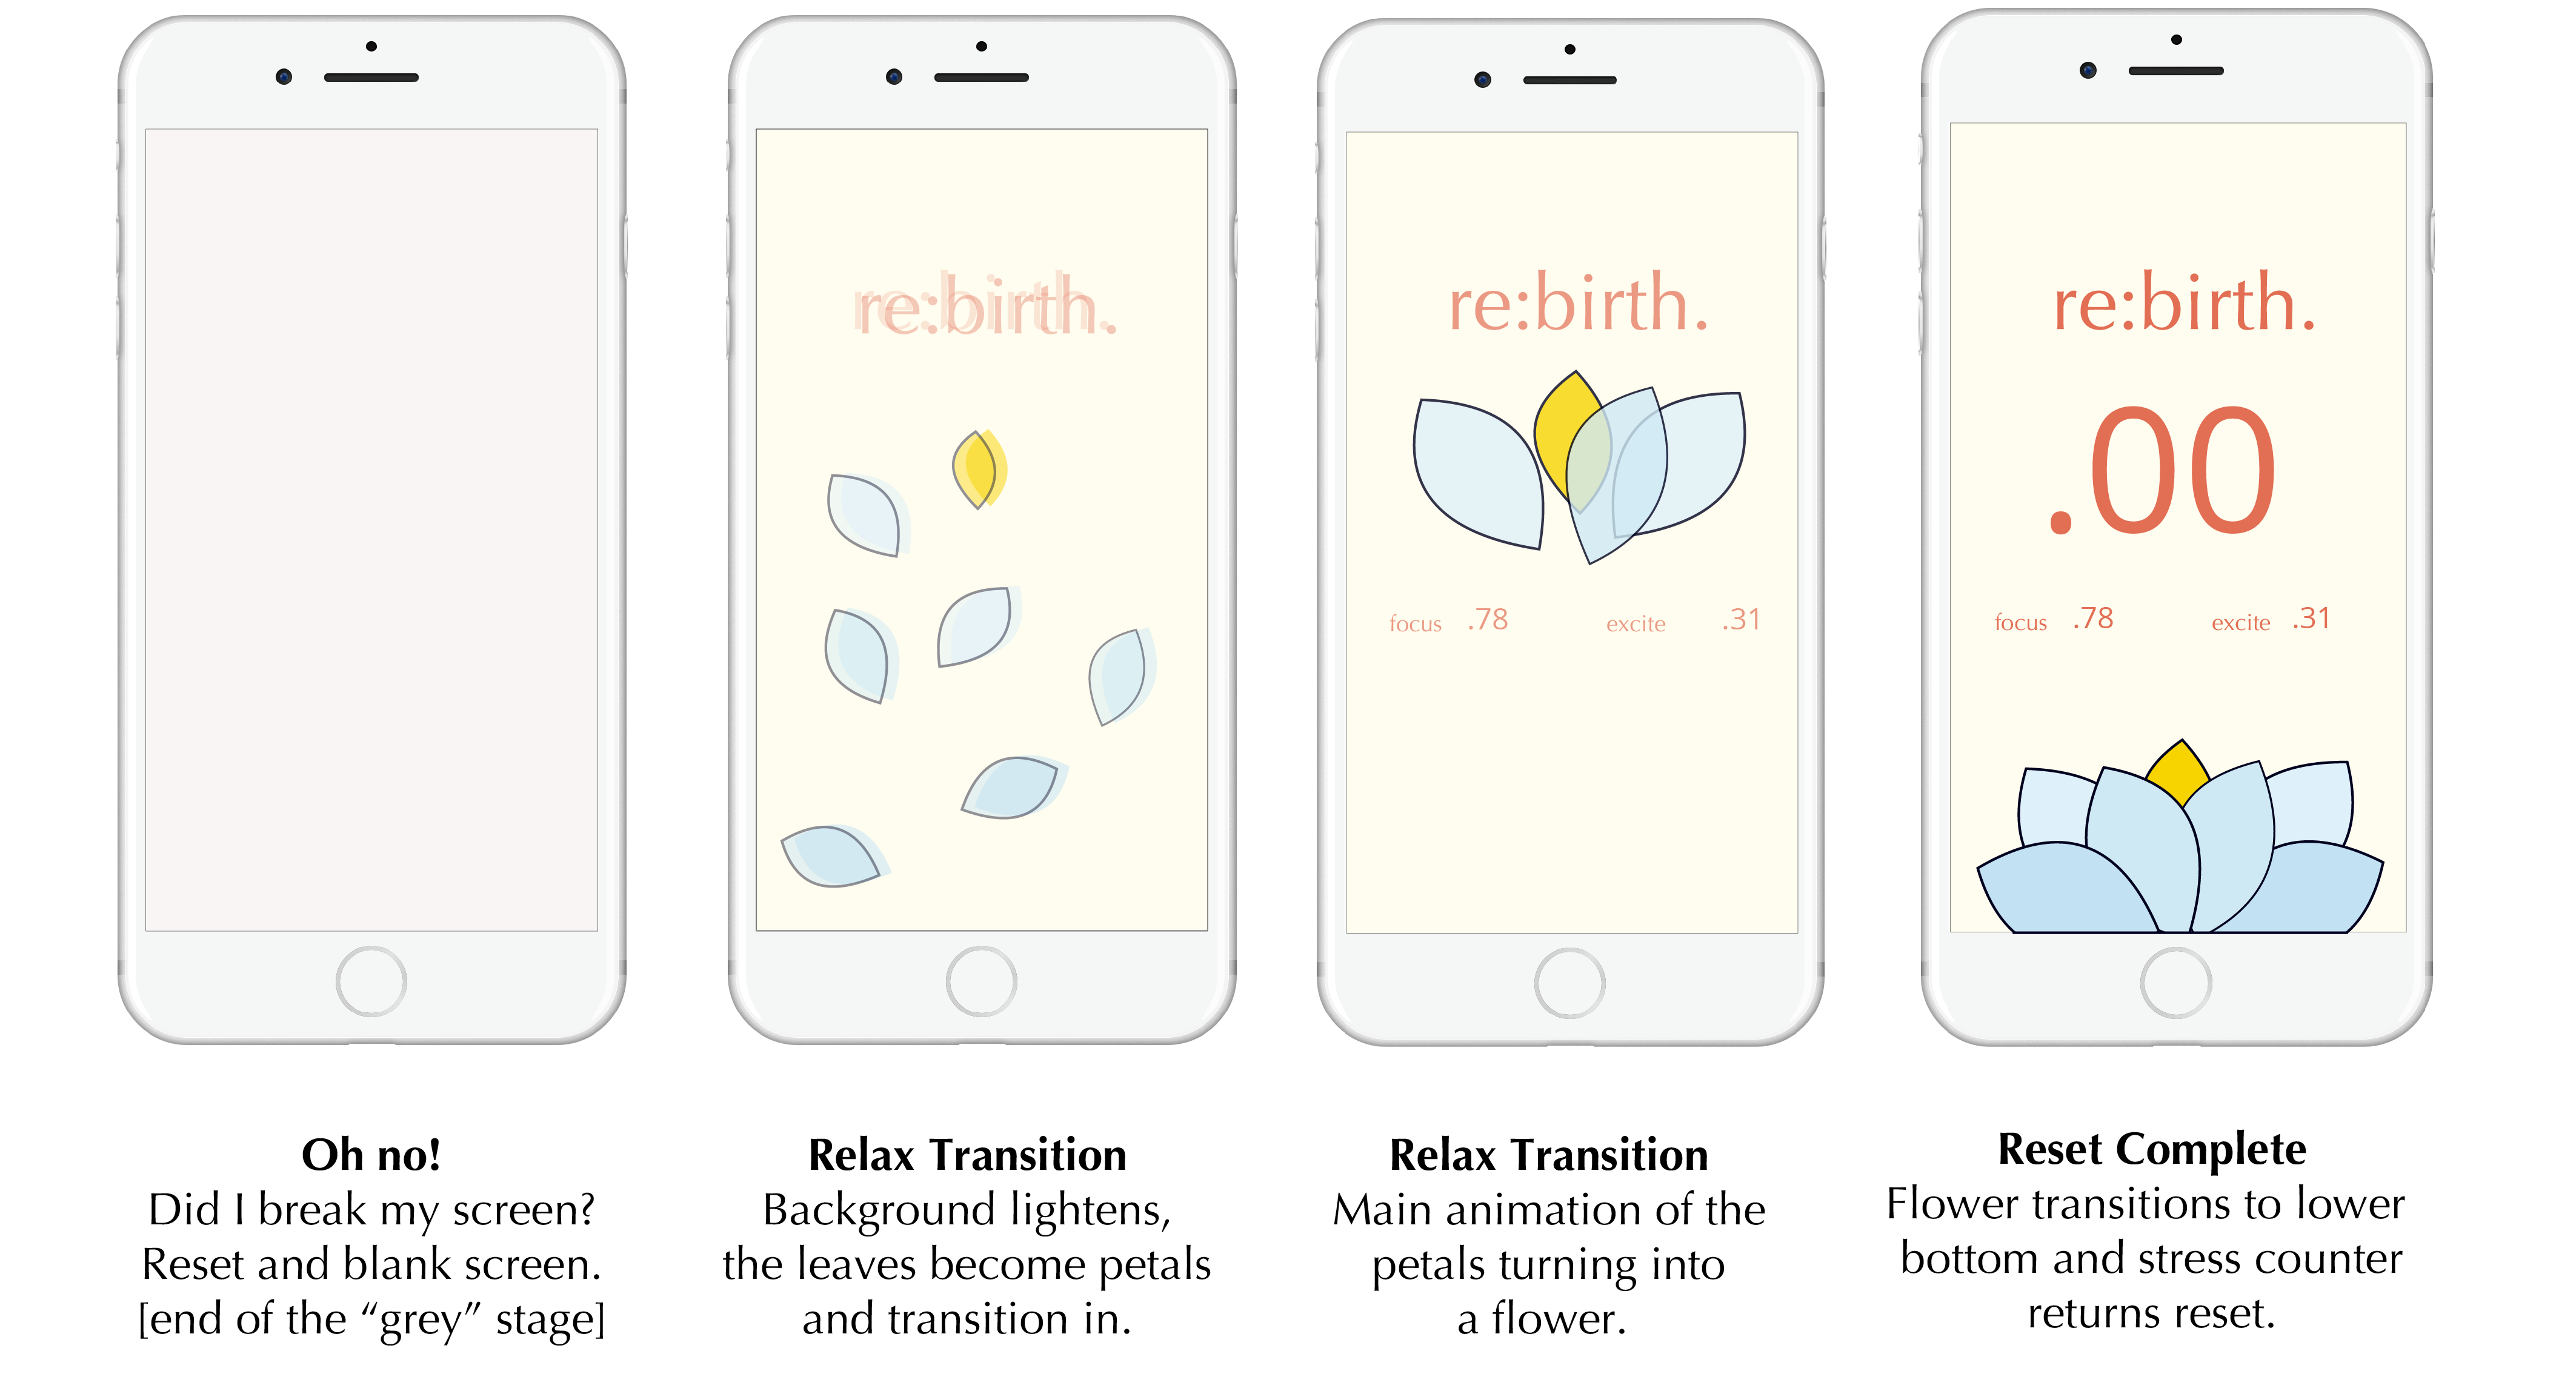 re:birth.
re:birth.
focus .78 excite .31
re:birth.
.00
focus .78 excite .31
Oh no!
Did I break my screen?
Reset and blank screen.
[end of the “grey” stage]
Relax Transition
Background lightens,
the leaves become petals
and transition in.
Relax Transition
Main animation of the
petals turning into
a flower.
Reset Complete
Flower transitions to lower
bottom and stress counter
returns reset.